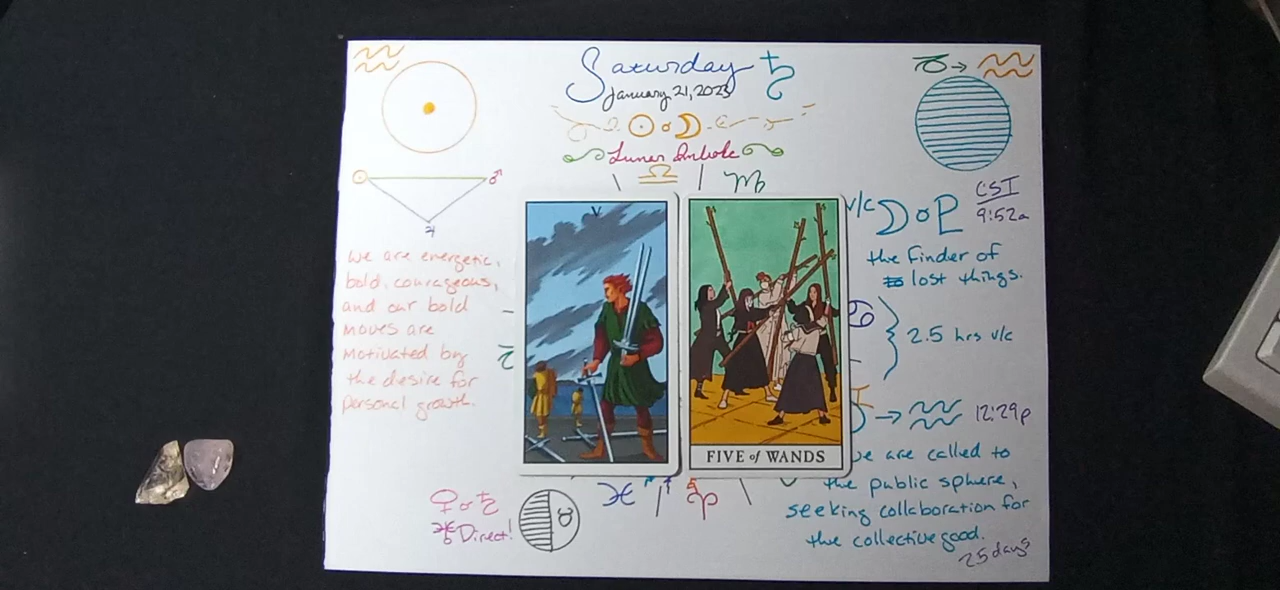 Saturday ♄
January 21, 2023
♒
♑ → ♒
☉ ☌ ☽
Lunar Imbolc
♎
♏
☉ ♂
♃
v/c ☽ ☌ ♇
CST
9:52a
the finder of
lost things.
We are energetic,
bold, courageous,
and our bold
moves are
motivated by
the desire for
personal growth.
V
♋
2.5 hrs v/c
→ ♒ 12:29p
FIVE of WANDS
we are called to
the public sphere,
seeking collaboration for
the collective good.
25 days
♀ ☌ ♄
Direct!
♉
♓
♈